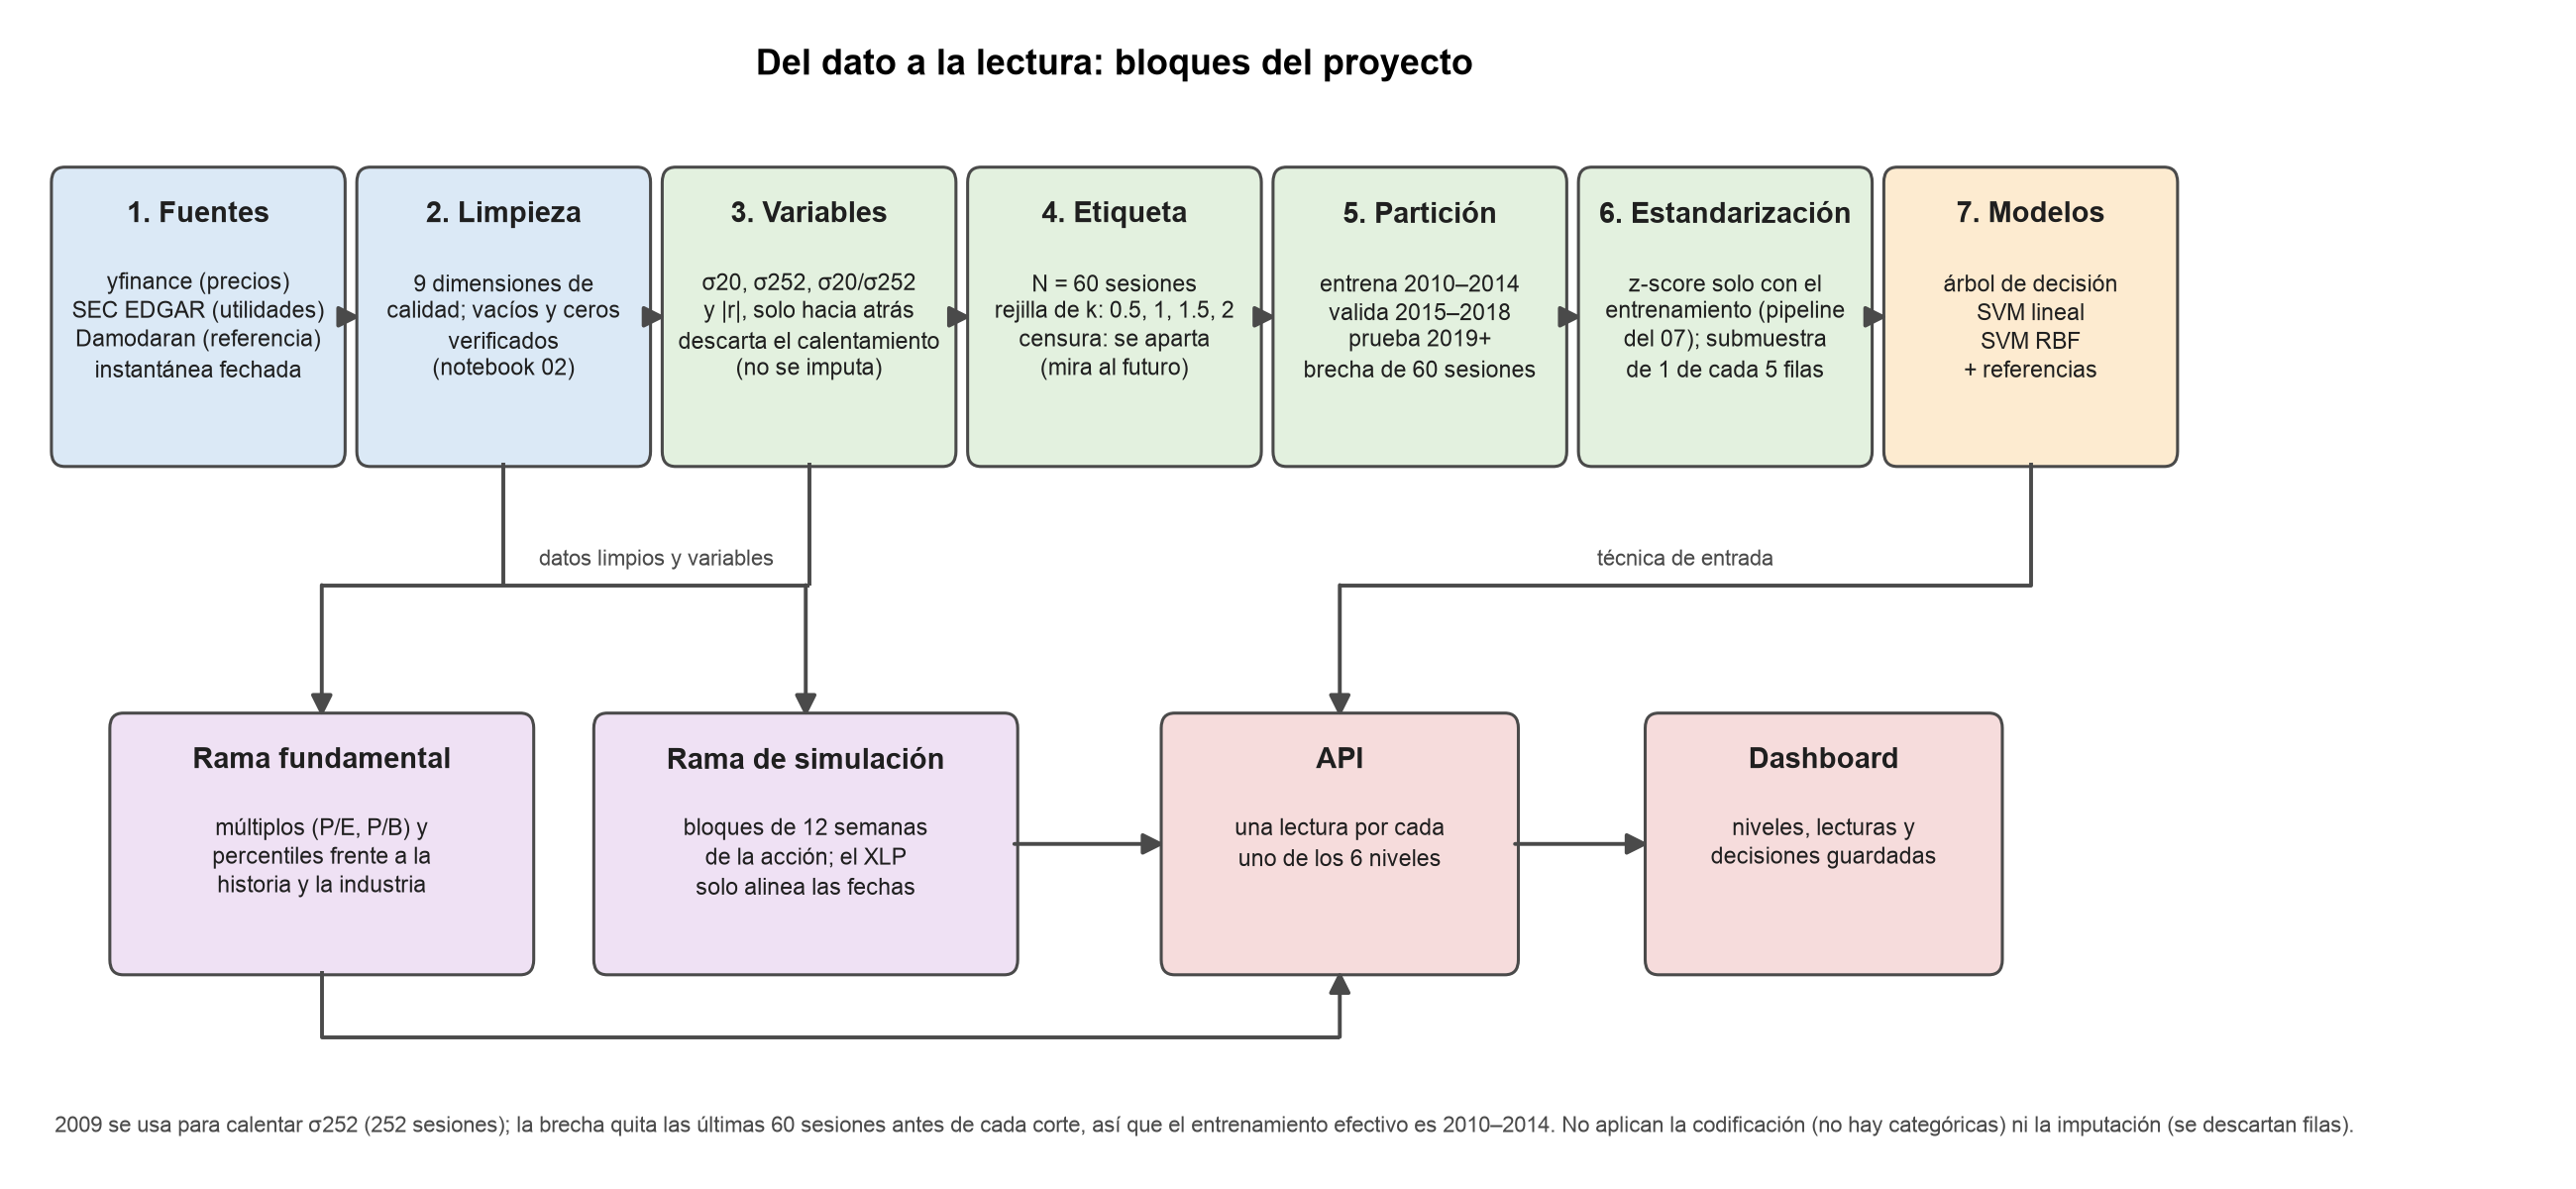 Del dato a la lectura: bloques del proyecto
1. Fuentes
yfinance (precios)
SEC EDGAR (utilidades)
Damodaran (referencia)
instantánea fechada
2. Limpieza
9 dimensiones de
calidad; vacíos y ceros
verificados
(notebook 02)
3. Variables
σ20, σ252, σ20/σ252
y |r|, solo hacia atrás
descarta el calentamiento
(no se imputa)
4. Etiqueta
N = 60 sesiones
rejilla de k: 0.5, 1, 1.5, 2
censura: se aparta
(mira al futuro)
5. Partición
entrena 2010–2014
valida 2015–2018
prueba 2019+
brecha de 60 sesiones
6. Estandarización
z-score solo con el
entrenamiento (pipeline
del 07); submuestra
de 1 de cada 5 filas
7. Modelos
árbol de decisión
SVM lineal
SVM RBF
+ referencias
datos limpios y variables
técnica de entrada
Rama fundamental
múltiplos (P/E, P/B) y
percentiles frente a la
historia y la industria
Rama de simulación
bloques de 12 semanas
de la acción; el XLP
solo alinea las fechas
API
una lectura por cada
uno de los 6 niveles
Dashboard
niveles, lecturas y
decisiones guardadas
2009 se usa para calentar σ252 (252 sesiones); la brecha quita las últimas 60 sesiones antes de cada corte, así que el entrenamiento efectivo es 2010–2014. No aplican la codificación (no hay categóricas) ni la imputación (se descartan filas).